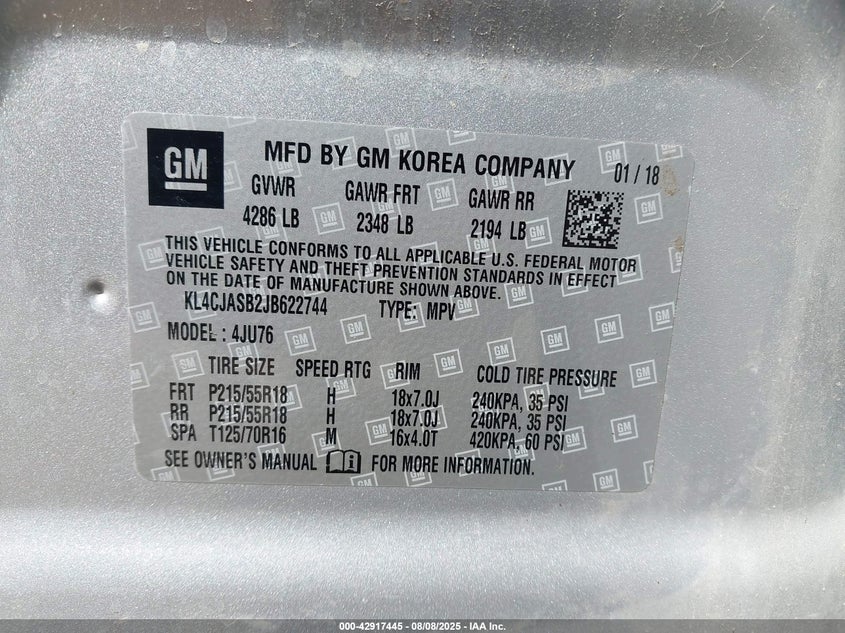 GM MFD BY GM KOREA COMPANY 01 / 18
GVWR GAWR FRT GAWR RR
4286 LB 2348 LB 2194 LB
THIS VEHICLE CONFORMS TO ALL APPLICABLE U.S. FEDERAL MOTOR
VEHICLE SAFETY AND THEFT PREVENTION STANDARDS IN EFFECT
ON THE DATE OF MANUFACTURE SHOWN ABOVE.
KL4CJASB2JB622744 TYPE: MPV
MODEL : 4JU76
TIRE SIZE SPEED RTG RIM COLD TIRE PRESSURE
FRT P215/55R18 H 18x7.0J 240KPA, 35 PSI
RR P215/55R18 H 18x7.0J 240KPA, 35 PSI
SPA T125/70R16 M 16x4.0T 420KPA, 60 PSI
SEE OWNER'S MANUAL FOR MORE INFORMATION.
000-42917445 - 08/08/2025 - IAA Inc.